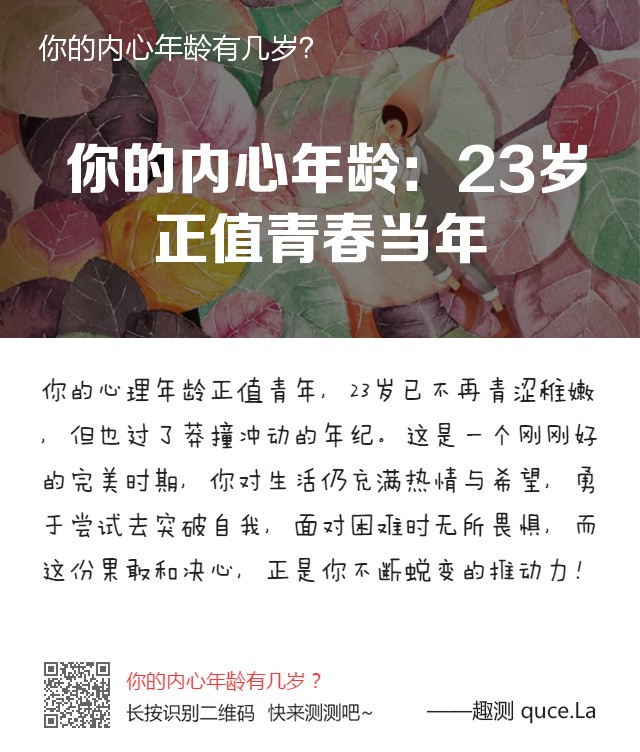 你的内心年龄有几岁?
你的内心年龄：23岁
正值青春当年
你的心理年龄正值青年，23岁已不再青涩稚嫩
，但也过了莽撞冲动的年纪。这是一个刚刚好
的完美时期，你对生活仍充满热情与希望，勇
于尝试去突破自我，面对困难时无所畏惧，而
这份果敢和决心，正是你不断蜕变的推动力！
你的内心年龄有几岁？
长按识别二维码 快来测测吧~
——趣测 quce.La